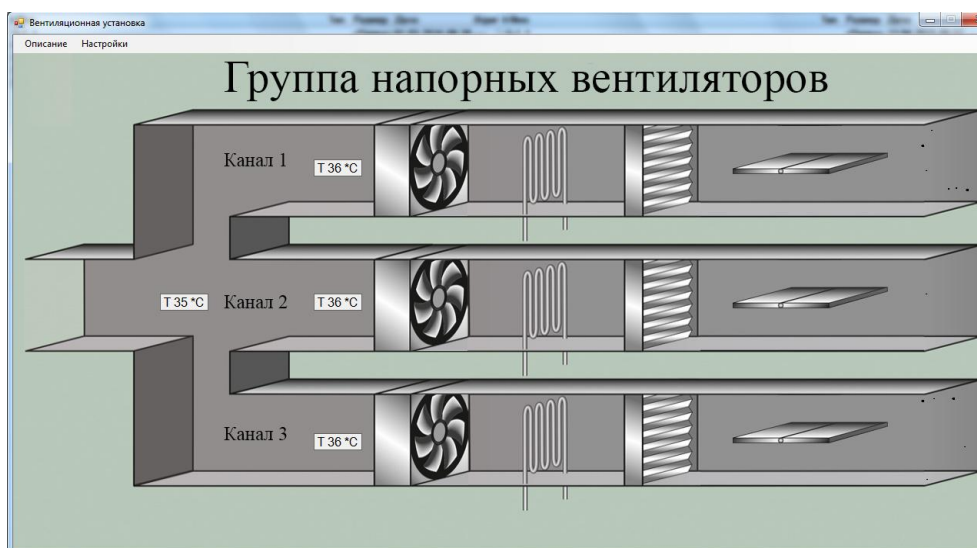 Вентиляционная установка
Описание Настройки
Группа напорных вентиляторов
Канал 1
T 36 *C
T 35 *C
Канал 2
T 36 *C
Канал 3
T 36 *C